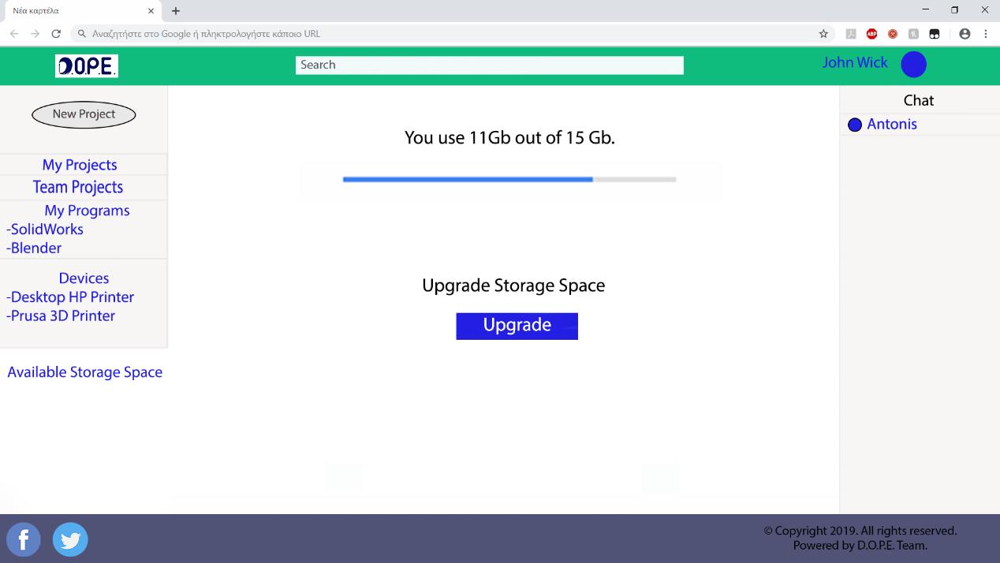 Νέα καρτέλα
Αναζητήστε στο Google ή πληκτρολογήστε κάποιο URL
ABP
D.O.P.E.
Search
John Wick
New Project
My Projects
Team Projects
My Programs
-SolidWorks
-Blender
Devices
-Desktop HP Printer
-Prusa 3D Printer
Available Storage Space
You use 11Gb out of 15 Gb.
Upgrade Storage Space
Upgrade
Chat
Antonis
© Copyright 2019. All rights reserved.
Powered by D.O.P.E. Team.